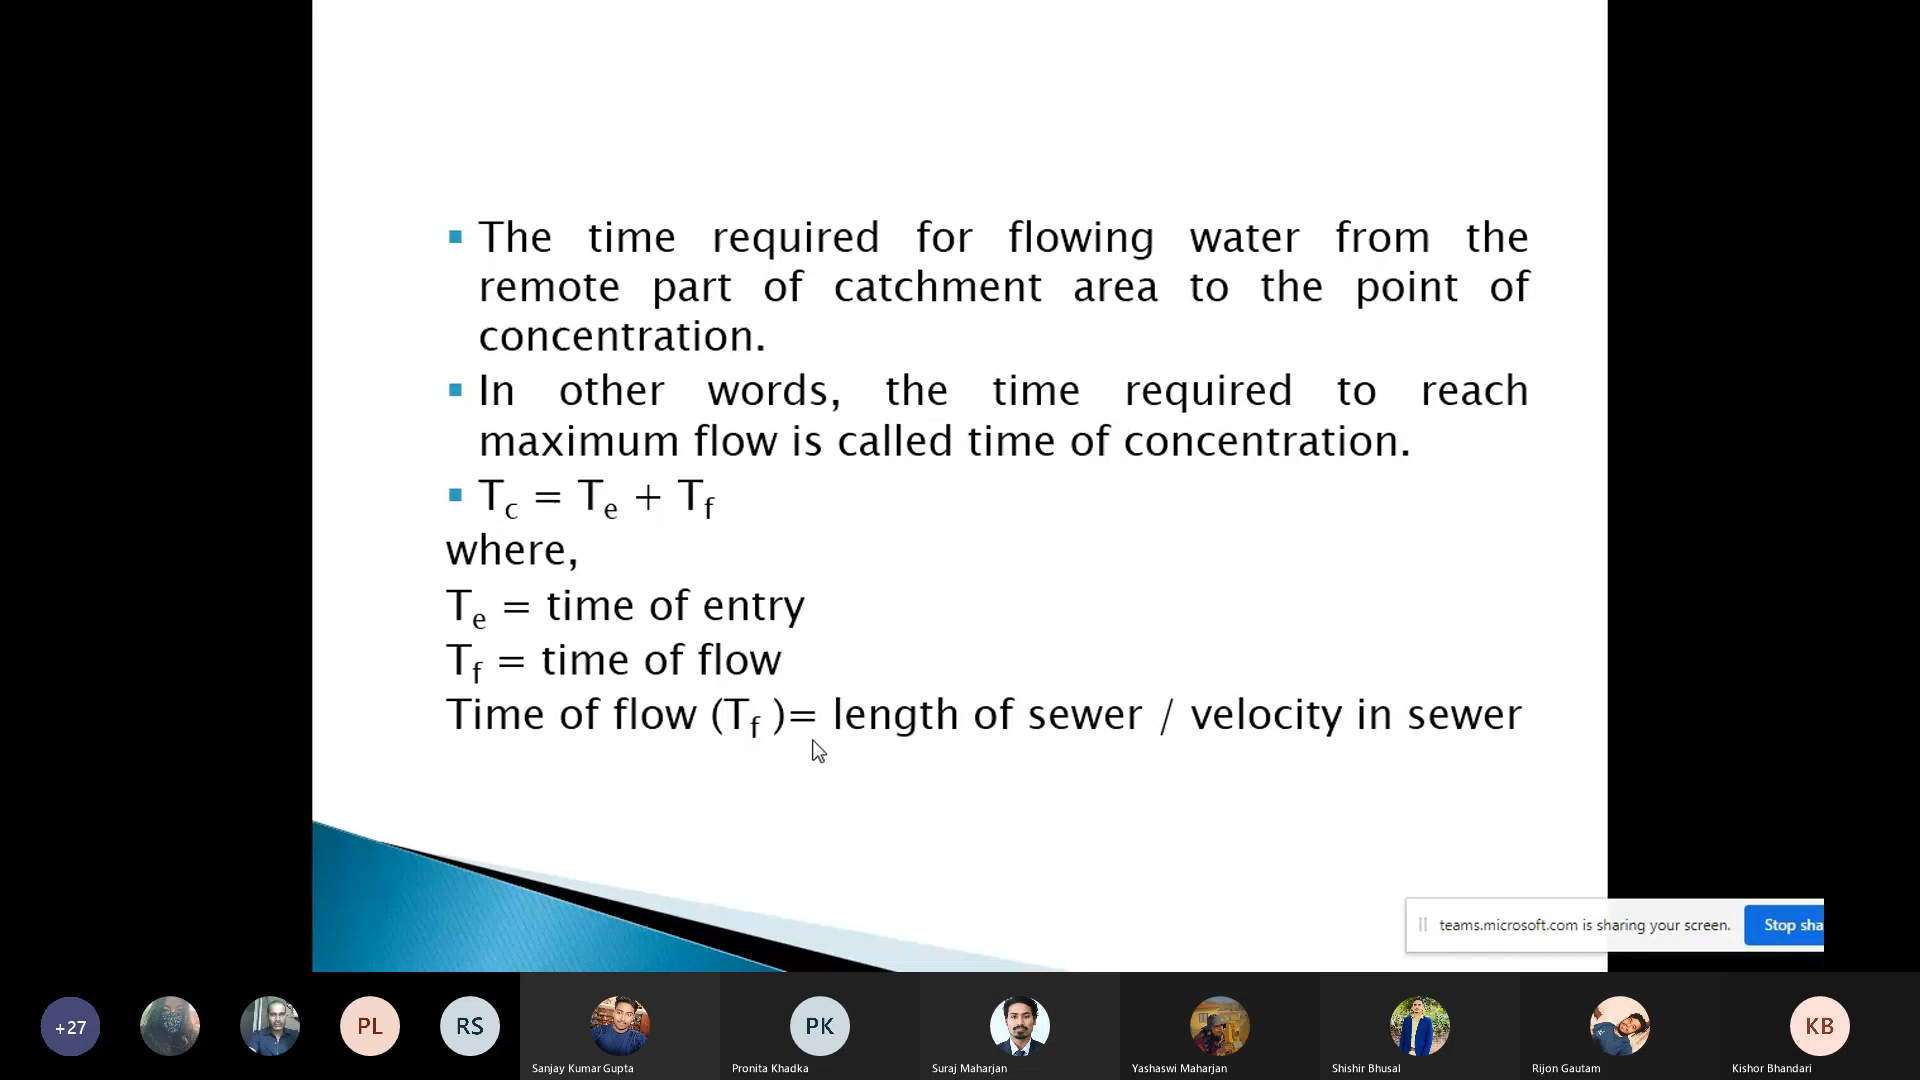 The time required for flowing water from the
remote part of catchment area to the point of
concentration.
In other words, the time required to reach
maximum flow is called time of concentration.
Tc = Te + Tf
where,
Te = time of entry
Tf = time of flow
Time of flow (Tf )= length of sewer / velocity in sewer
teams.microsoft.com is sharing your screen.
Stop sha
+27
PL
RS
PK
KB
Sanjay Kumar Gupta
Pronita Khadka
Suraj Maharjan
Yashaswi Maharjan
Shishir Bhusal
Rijon Gautam
Kishor Bhandari